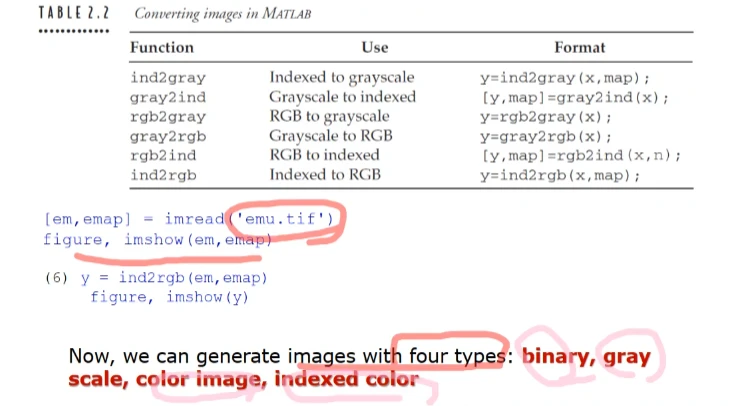 TABLE 2.2 Converting images in MATLAB
Function Use Format
ind2gray Indexed to grayscale y=ind2gray(x,map);
gray2ind Grayscale to indexed [y,map]=gray2ind(x);
rgb2gray RGB to grayscale y=rgb2gray(x);
gray2rgb Grayscale to RGB y=gray2rgb(x);
rgb2ind RGB to indexed [y,map]=rgb2ind(x,n);
ind2rgb Indexed to RGB y=ind2rgb(x,map);
[em,emap] = imread('emu.tif')
figure, imshow(em,emap)
(6) y = ind2rgb(em,emap)
figure, imshow(y)
Now, we can generate images with four types: binary, gray
scale, color image, indexed color